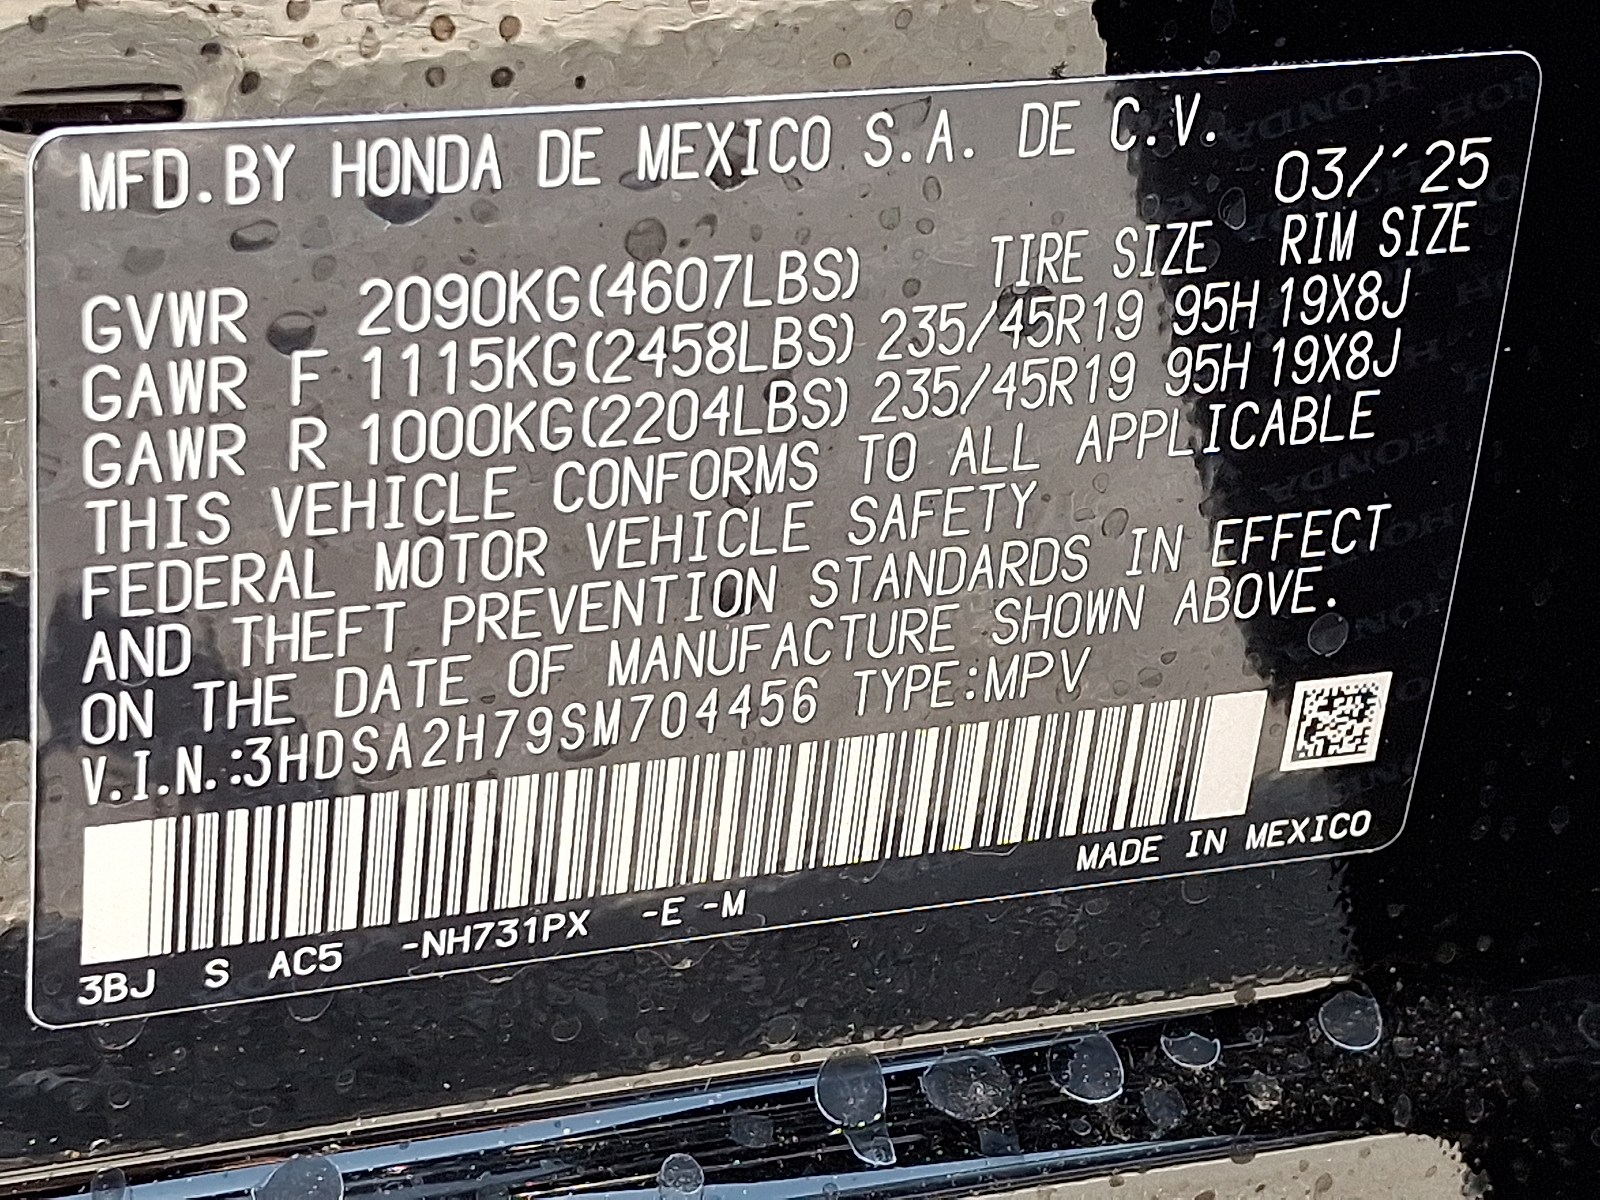 MFD.BY HONDA DE MEXICO S.A. DE C.V.
03/´25
TIRE SIZE RIM SIZE
GVWR 2090KG(4607LBS)
GAWR F 1115KG(2458LBS) 235/45R19 95H 19X8J
GAWR R 1000KG(2204LBS) 235/45R19 95H 19X8J
THIS VEHICLE CONFORMS TO ALL APPLICABLE
FEDERAL MOTOR VEHICLE SAFETY
AND THEFT PREVENTION STANDARDS IN EFFECT
ON THE DATE OF MANUFACTURE SHOWN ABOVE.
V.I.N.:3HDSA2H79SM704456 TYPE:MPV
MADE IN MEXICO
3BJ S AC5 -NH731PX -E -M
HONDA
HONDA
HONDA